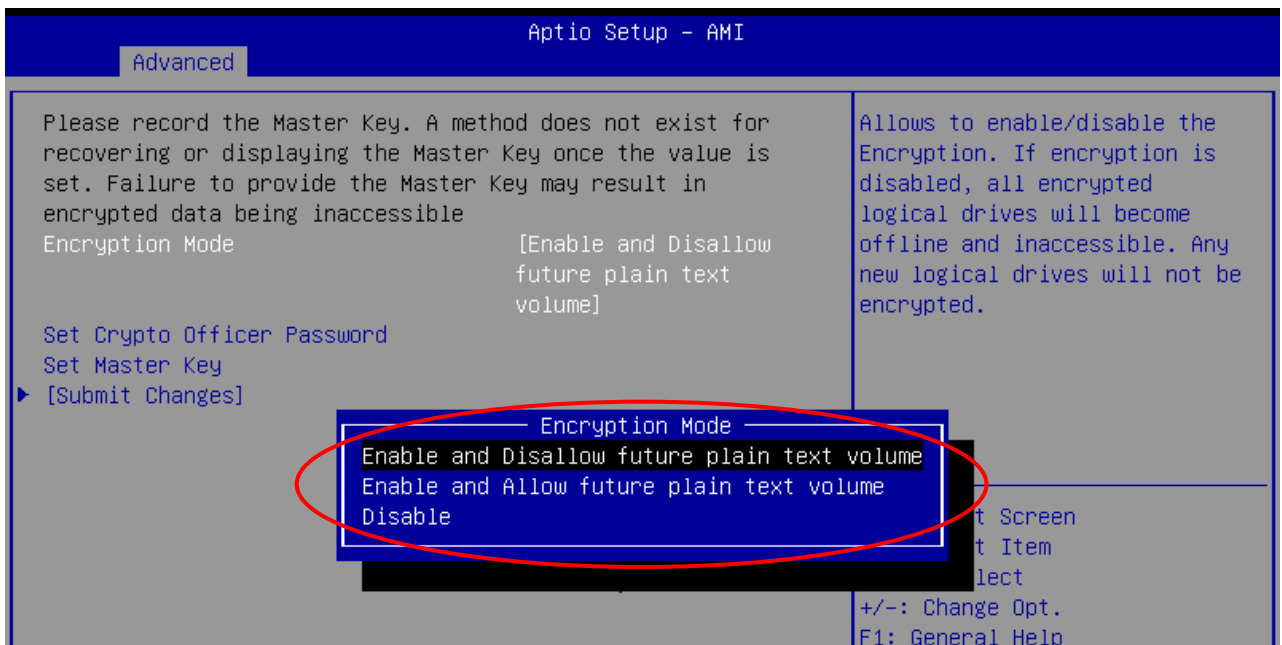 Aptio Setup – AMI
Advanced
Please record the Master Key. A method does not exist for
recovering or displaying the Master Key once the value is
set. Failure to provide the Master Key may result in
encrypted data being inaccessible
Encryption Mode [Enable and Disallow
future plain text
volume]
Set Crypto Officer Password
Set Master Key
[Submit Changes]
Allows to enable/disable the
Encryption. If encryption is
disabled, all encrypted
logical drives will become
offline and inaccessible. Any
new logical drives will not be
encrypted.
Encryption Mode
Enable and Disallow future plain text volume
Enable and Allow future plain text volume
Disable
t Screen
t Item
lect
+/-: Change Opt.
F1: General Help